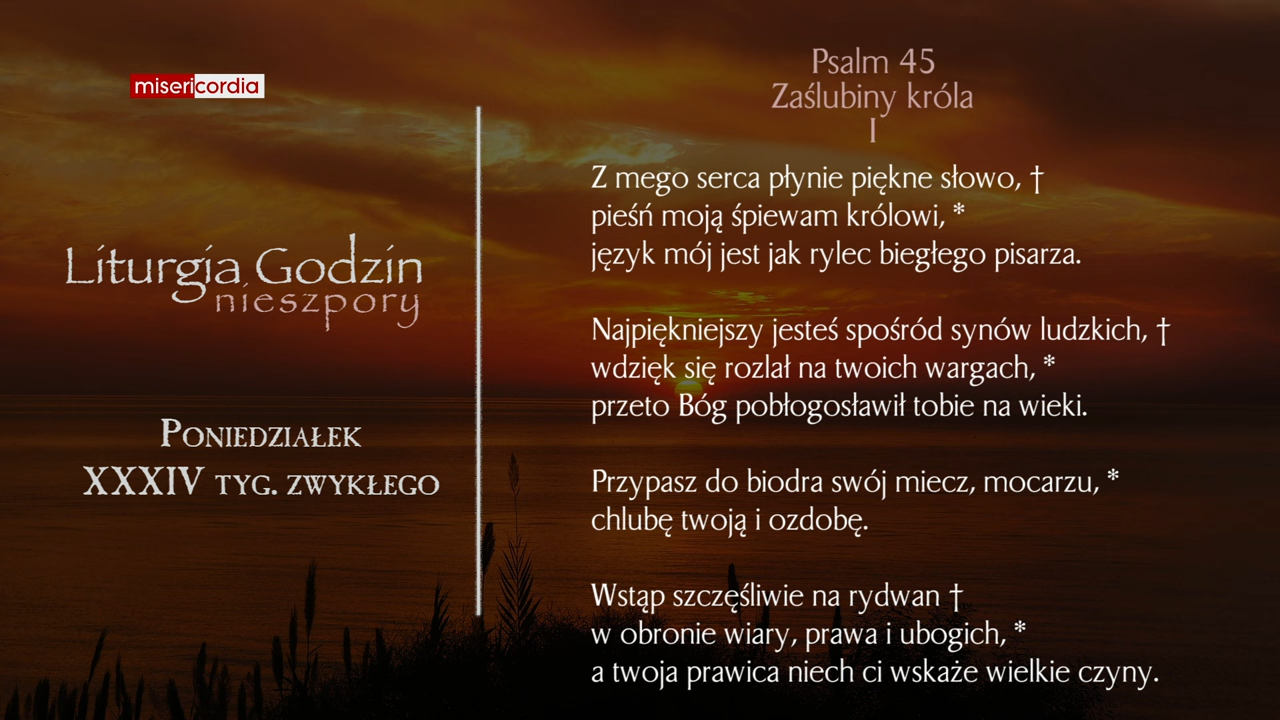 misericordia
Liturgia Godzin
nieszpory
Poniedziałek
XXXIV tyg. zwykłego
Psalm 45
Zaślubiny króla
I
Z mego serca płynie piękne słowo, †
pieśń moją śpiewam królowi, *
język mój jest jak rylec biegłego pisarza.
Najpiękniejszy jesteś spośród synów ludzkich, †
wdzięk się rozlał na twoich wargach, *
przeto Bóg pobłogosławił tobie na wieki.
Przypasz do biodra swój miecz, mocarzu, *
chlubę twoją i ozdobę.
Wstąp szczęśliwie na rydwan †
w obronie wiary, prawa i ubogich, *
a twoja prawica niech ci wskaże wielkie czyny.